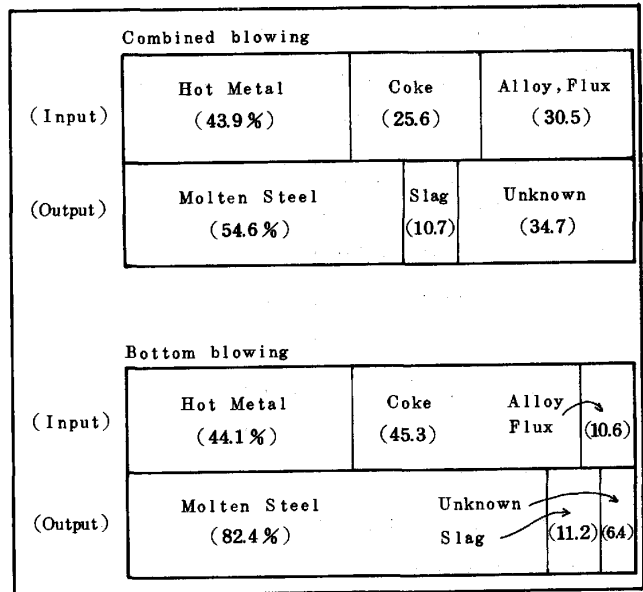 Combined blowing
(Input)
Hot Metal
(43.9%)
Coke
(25.6)
Alloy,Flux
(30.5)
(Output)
Molten Steel
(54.6%)
Slag
(10.7)
Unknown
(34.7)
Bottom blowing
(Input)
Hot Metal
(44.1%)
Coke
(45.3)
Alloy
Flux
(10.6)
(Output)
Molten Steel
(82.4%)
Unknown
Slag
(11.2)
(6.4)